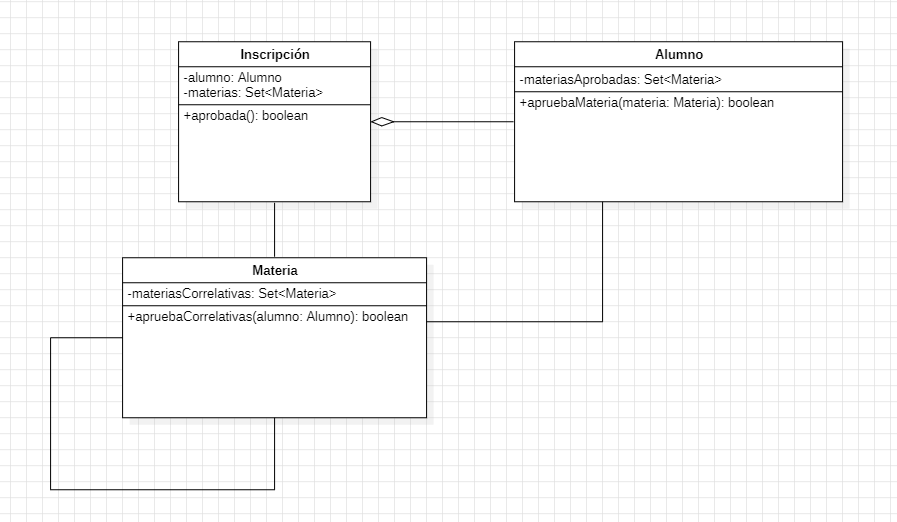 Inscripción
-alumno: Alumno
-materias: Set<Materia>
+aprobada(): boolean
Alumno
-materiasAprobadas: Set<Materia>
+apruebaMateria(materia: Materia): boolean
Materia
-materiasCorrelativas: Set<Materia>
+apruebaCorrelativas(alumno: Alumno): boolean